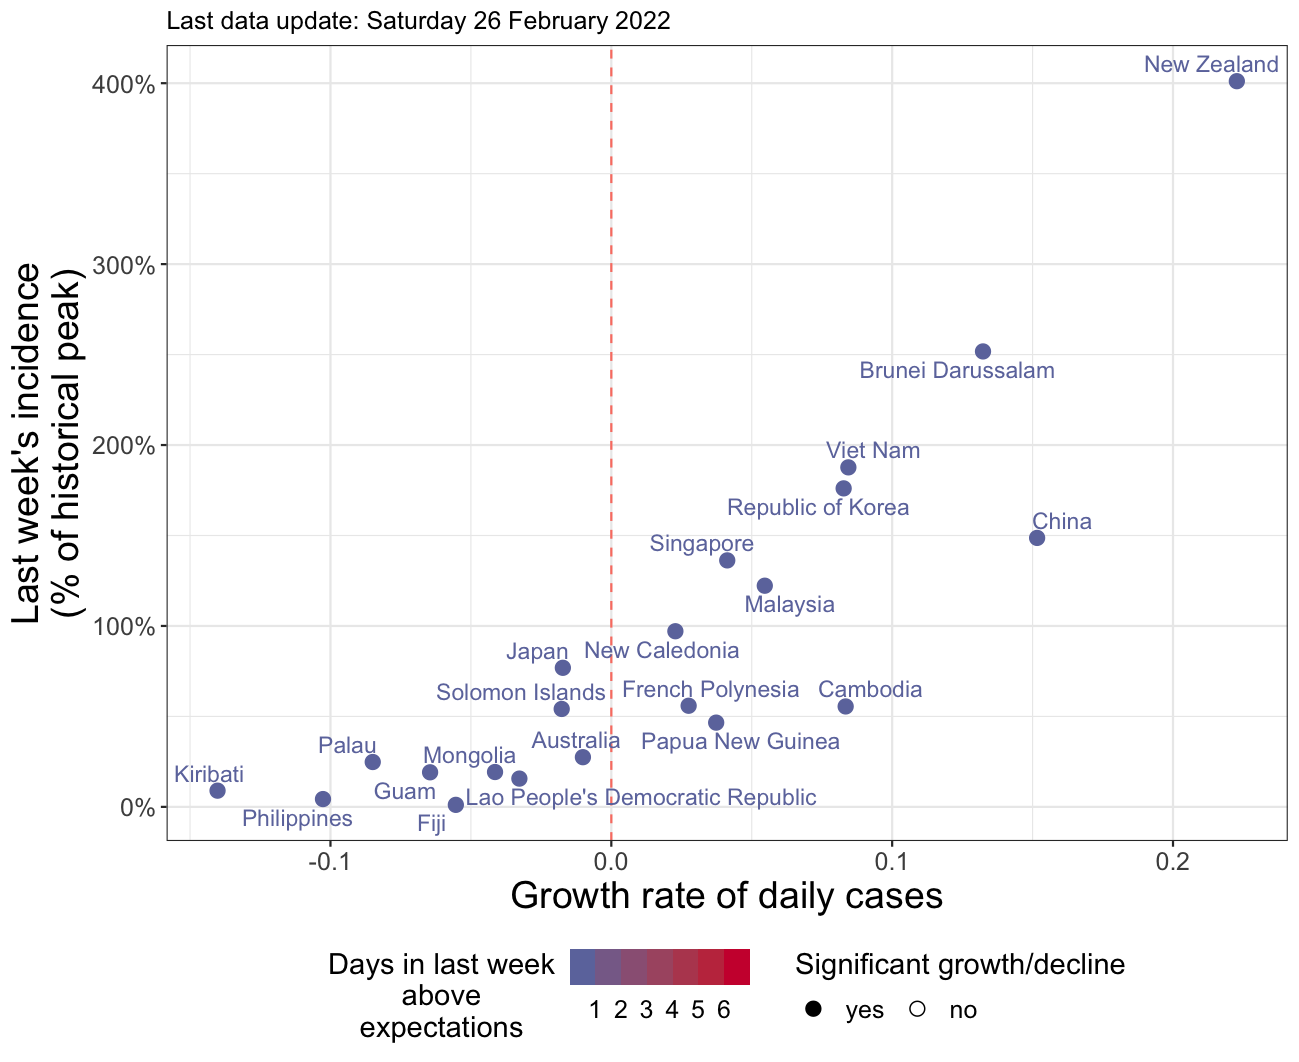 Last data update: Saturday 26 February 2022
New Zealand
400%
300%
Brunei Darussalam
200%
Viet Nam
Republic of Korea
China
Singapore
Malaysia
100%
Japan
New Caledonia
Solomon Islands
French Polynesia
Cambodia
Australia
Papua New Guinea
Palau
Mongolia
Kiribati
Guam
Lao People's Democratic Republic
0%
Philippines
Fiji
Last week's incidence
(% of historical peak)
-0.1 0.0 0.1 0.2
Growth rate of daily cases
Days in last week
above
expectations
1 2 3 4 5 6
Significant growth/decline
yes no